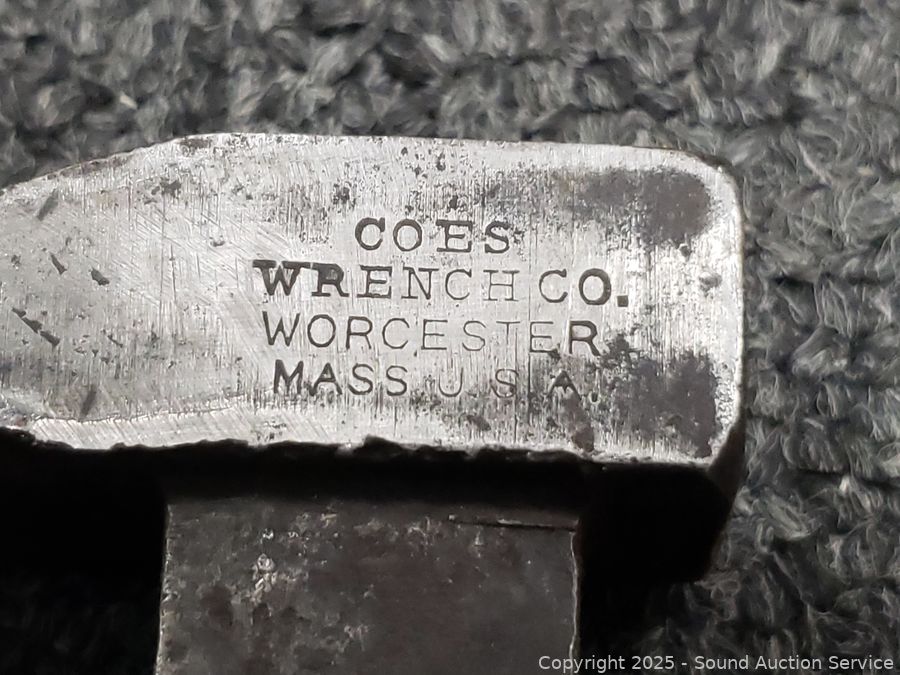 COES
WRENCH CO.
WORCESTER
MASS U.S.A.
Copyright 2025 - Sound Auction Service